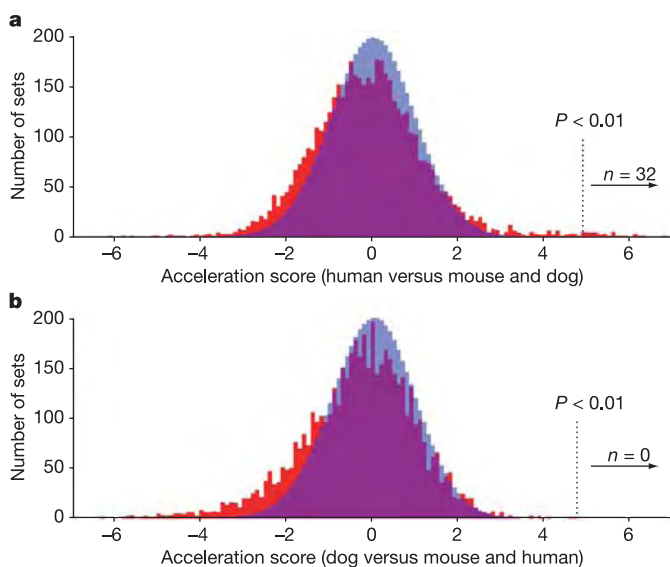 a
200
150
100
50
0
Number of sets
P < 0.01
n = 32
–6 –4 –2 0 2 4 6
Acceleration score (human versus mouse and dog)
b
200
150
100
50
0
Number of sets
P < 0.01
n = 0
–6 –4 –2 0 2 4 6
Acceleration score (dog versus mouse and human)